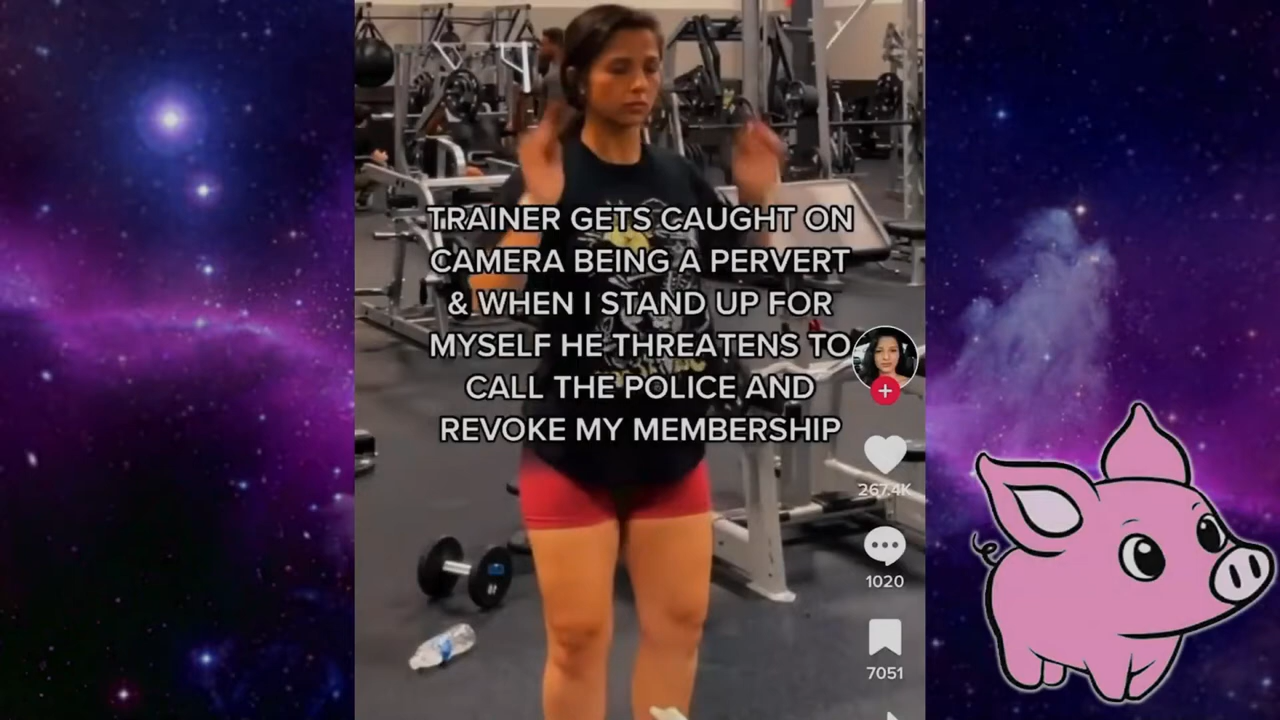 TRAINER GETS CAUGHT ON
CAMERA BEING A PERVERT
& WHEN I STAND UP FOR
MYSELF HE THREATENS TO
CALL THE POLICE AND
REVOKE MY MEMBERSHIP
267.4K
1020
7051